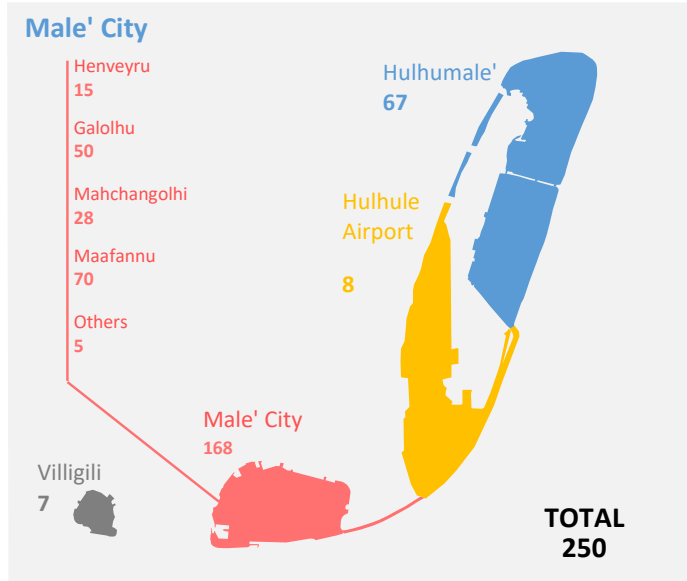 Male' City
Henveyru
15
Galolhu
50
Mahchangolhi
28
Maafannu
70
Others
5
Hulhumale'
67
Hulhule
Airport
8
Male' City
168
Villigili
7
TOTAL
250